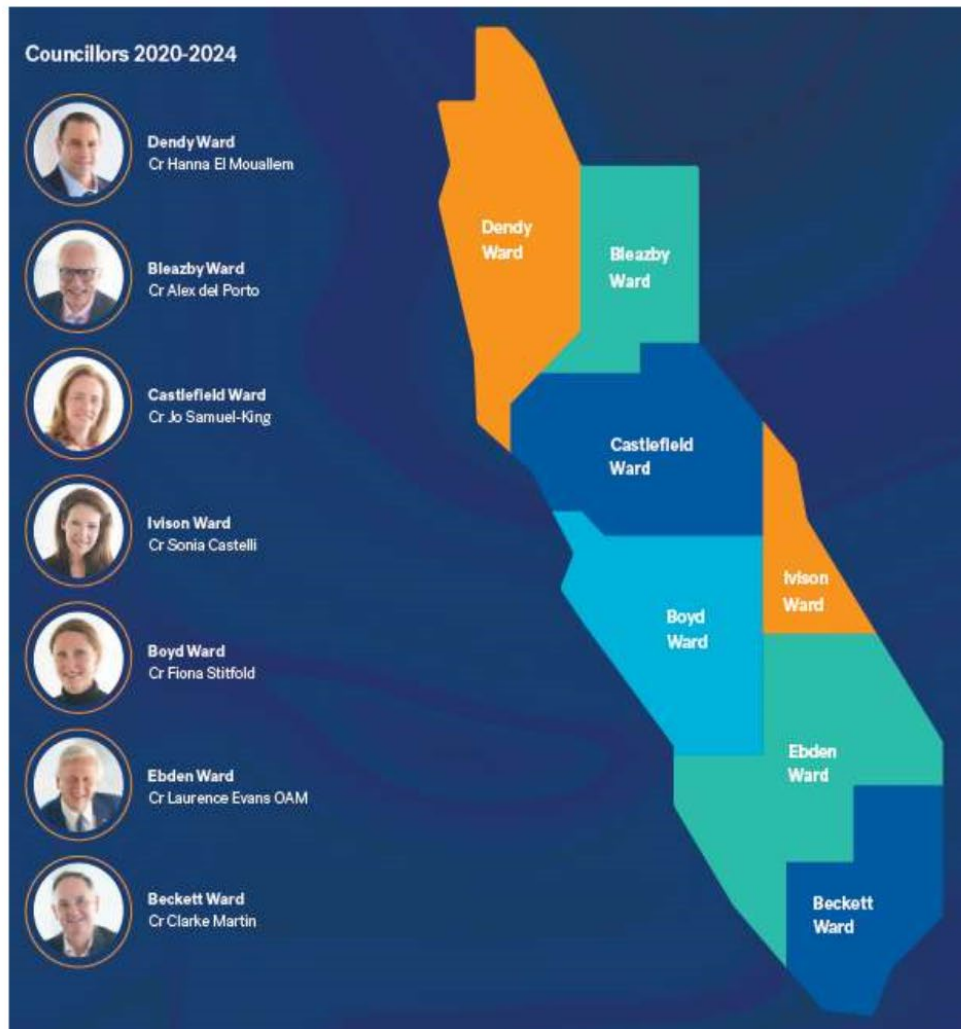 Councillors 2020-2024
Dendy Ward
Cr Hanna El Mouallem
Bleazby Ward
Cr Alex del Porto
Castlefield Ward
Cr Jo Samuel-King
Ivison Ward
Cr Sonia Castelli
Boyd Ward
Cr Fiona Stitfold
Ebden Ward
Cr Laurence Evans OAM
Beckett Ward
Cr Clarke Martin
Dendy
Ward
Bleazby
Ward
Castlefield
Ward
Ivison
Ward
Boyd
Ward
Ebden
Ward
Beckett
Ward